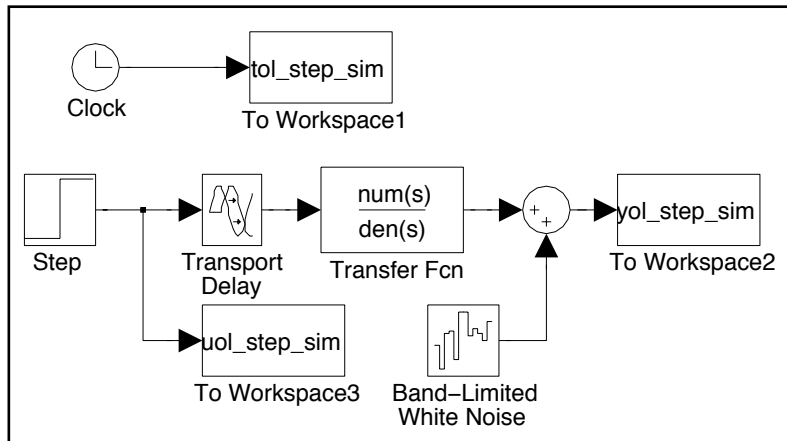 tol_step_sim
Clock
To Workspace1
num(s)
den(s)
yol_step_sim
Step
Transport
Delay
Transfer Fcn
To Workspace2
uol_step_sim
To Workspace3
Band−Limited
White Noise